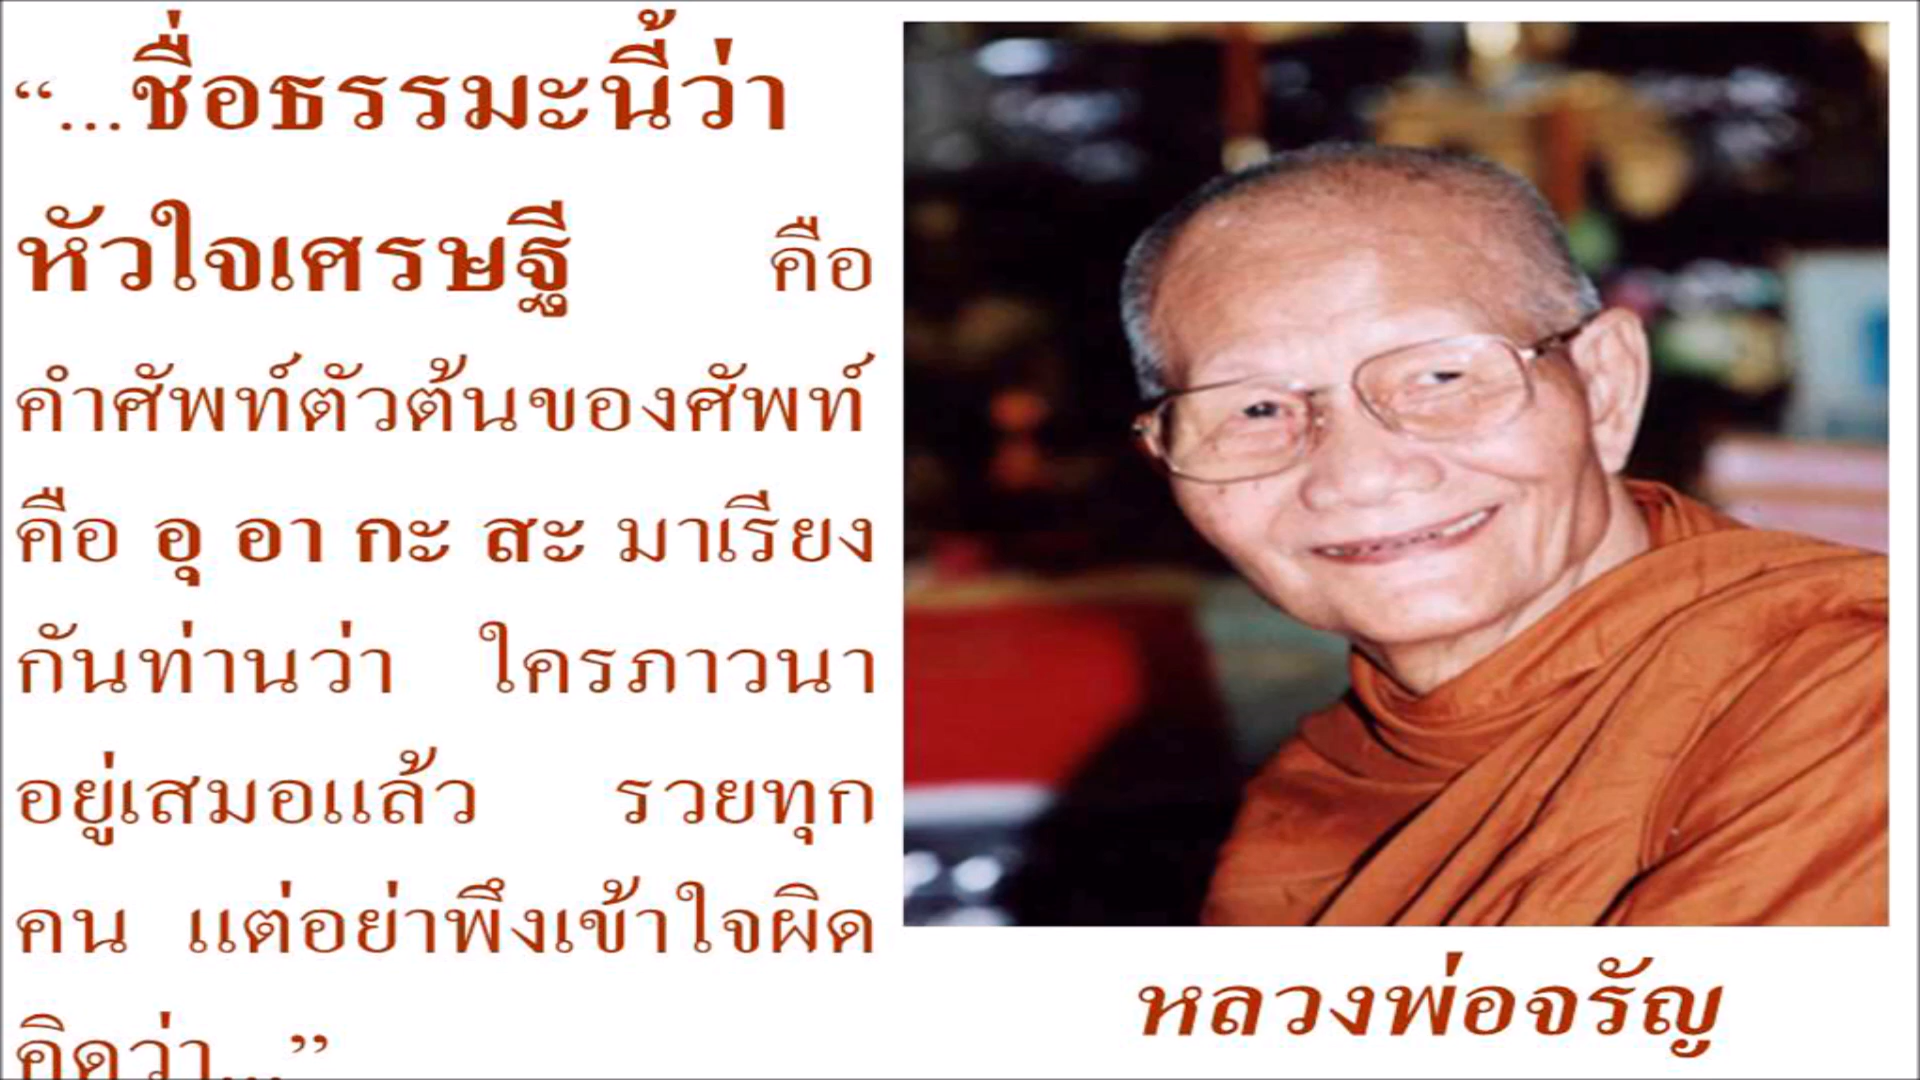 “...ชื่อธรรมะนี้ว่า
หัวใจเศรษฐี คือ
คำศัพท์ตัวต้นของศัพท์
คือ อุ อา กะ สะ มาเรียง
กันท่านว่า ใครภาวนา
อยู่เสมอแล้ว รวยทุก
คน แต่อย่าพึงเข้าใจผิด
คิดว่า...”
หลวงพ่อจรัญ